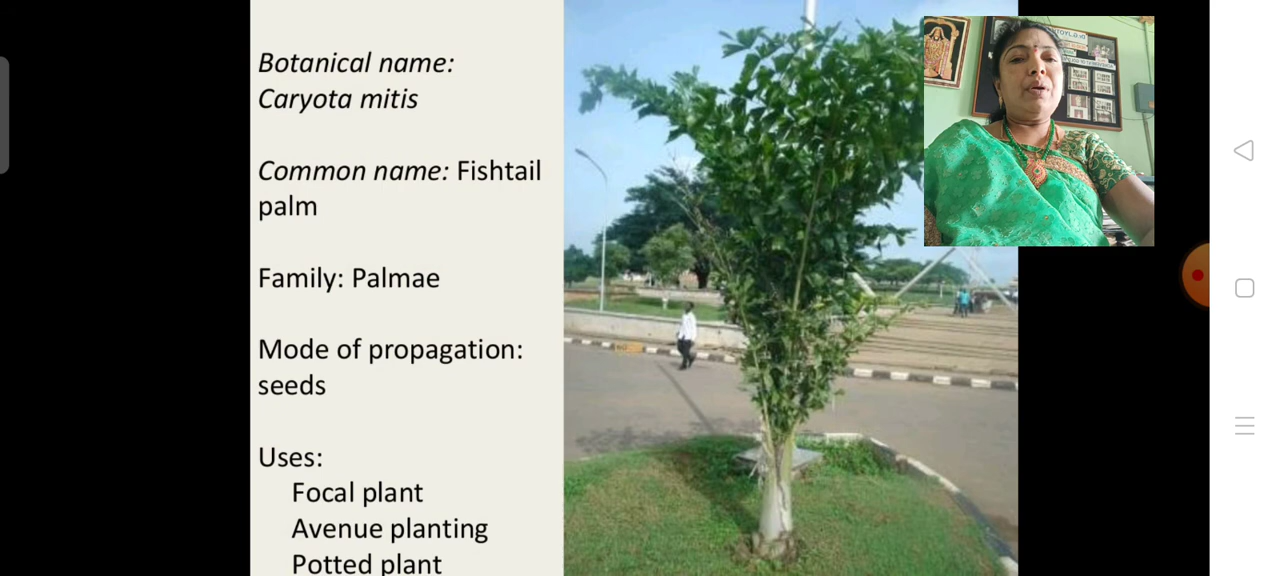 Botanical name:
Caryota mitis
Common name: Fishtail
palm
Family: Palmae
Mode of propagation:
seeds
Uses:
Focal plant
Avenue planting
Potted plant